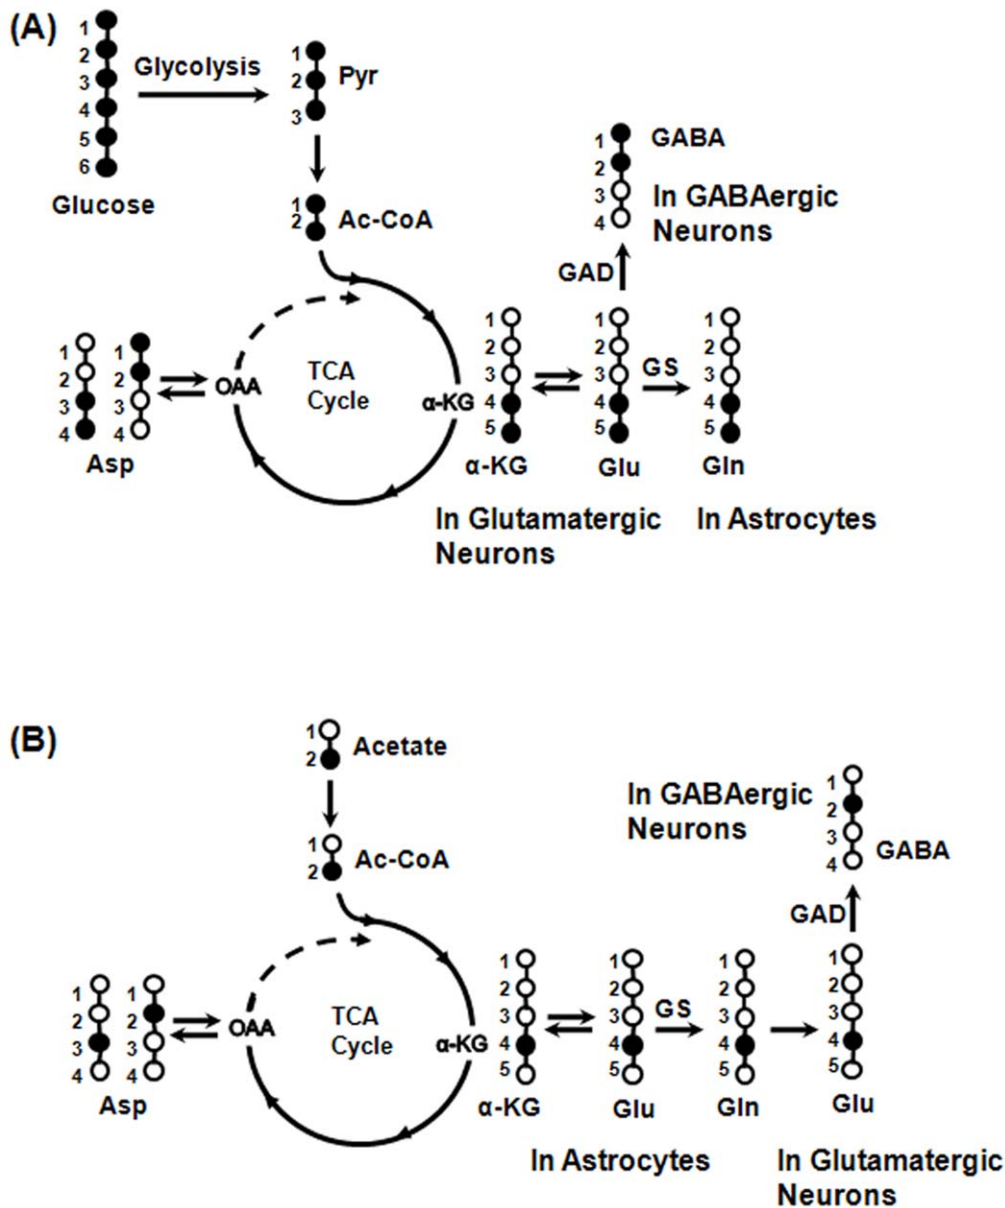 (A)
1
2
3
4
5
6
Glucose
Glycolysis
1
2
3
Pyr
1
2
Ac-CoA
1
2
3
4
GABA
In GABAergic
Neurons
GAD
1
2
3
4
1
2
3
4
Asp
OAA
TCA
Cycle
α-KG
1
2
3
4
5
α-KG
1
2
3
4
5
Glu
GS
1
2
3
4
5
Gln
In Glutamatergic
Neurons
In Astrocytes
(B)
1
2
Acetate
1
2
Ac-CoA
In GABAergic
Neurons
1
2
3
4
GABA
GAD
1
2
3
4
1
2
3
4
Asp
OAA
TCA
Cycle
α-KG
1
2
3
4
5
α-KG
1
2
3
4
5
Glu
GS
1
2
3
4
5
Gln
1
2
3
4
5
Glu
In Astrocytes
In Glutamatergic
Neurons